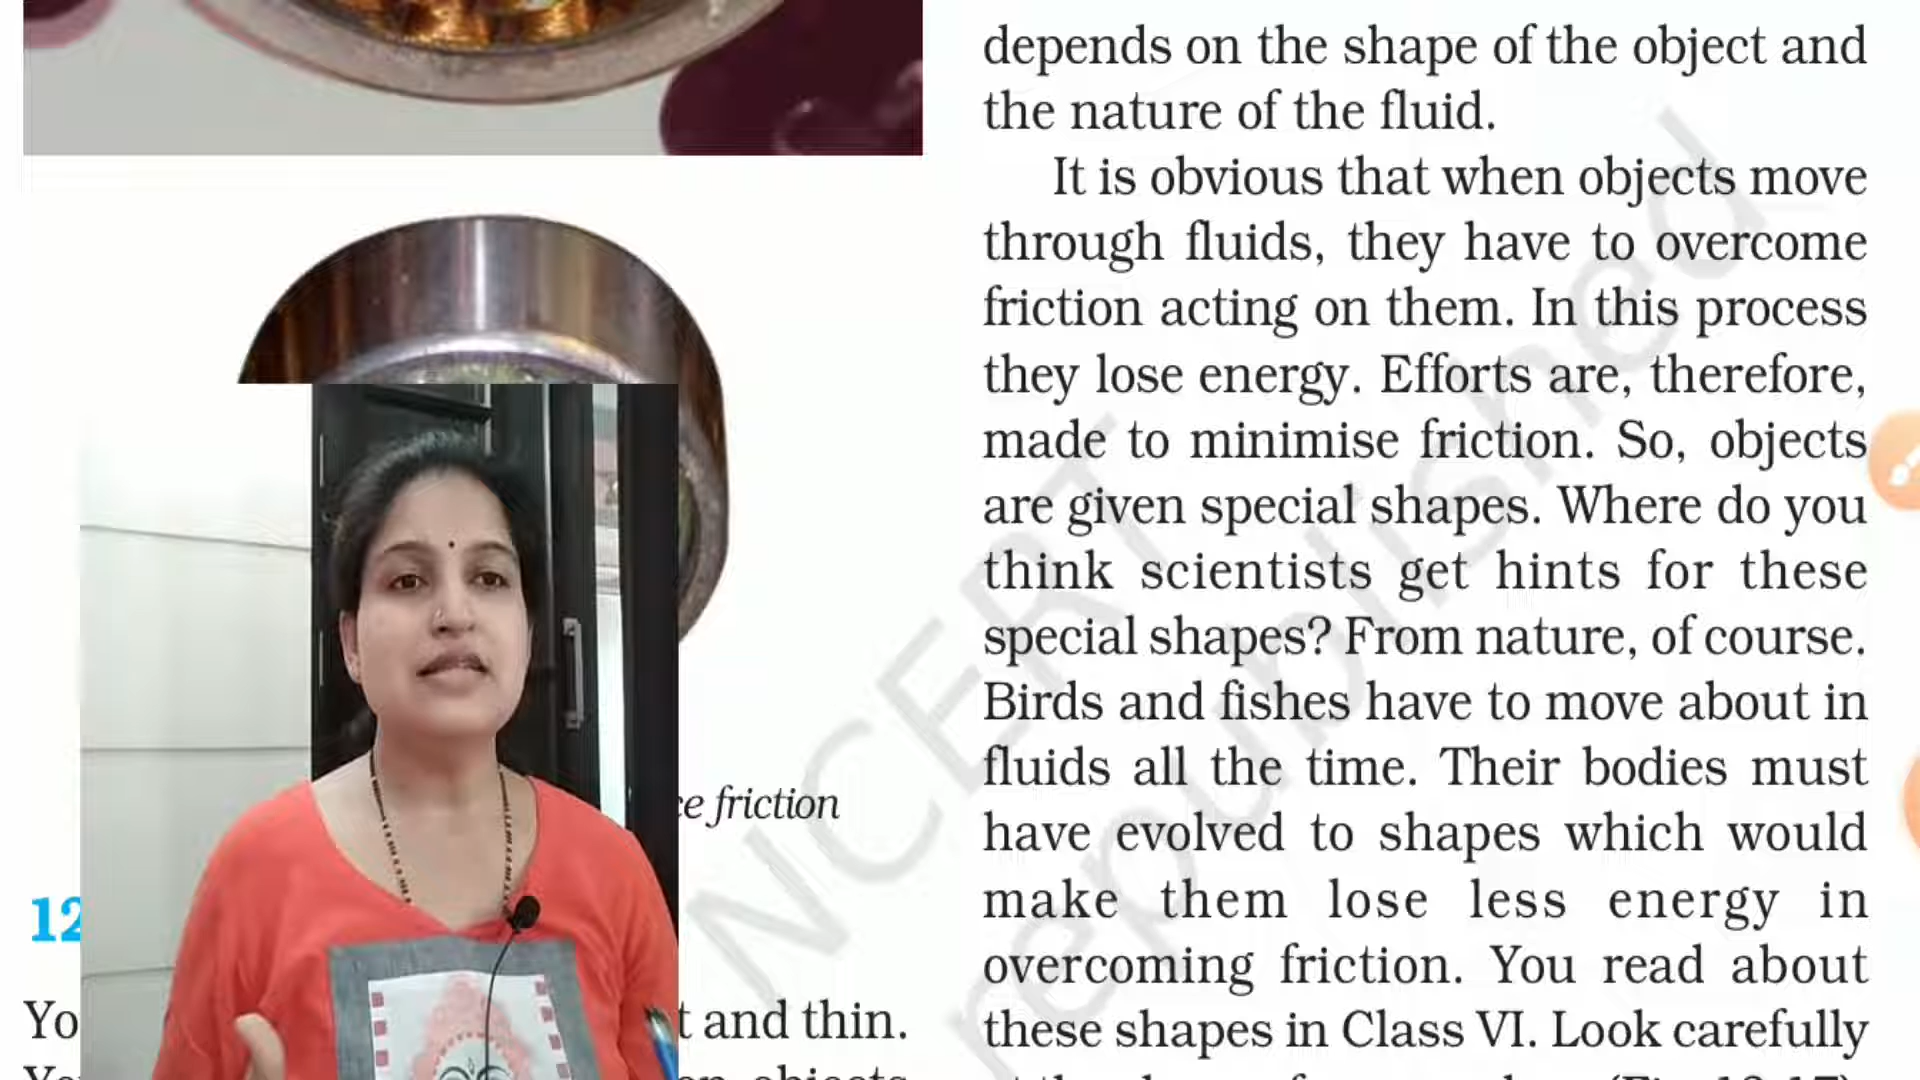 ce friction
12
Yo
t and thin.
objects
depends on the shape of the object and
the nature of the fluid.
It is obvious that when objects move
through fluids, they have to overcome
friction acting on them. In this process
they lose energy. Efforts are, therefore,
made to minimise friction. So, objects
are given special shapes. Where do you
think scientists get hints for these
special shapes? From nature, of course.
Birds and fishes have to move about in
fluids all the time. Their bodies must
have evolved to shapes which would
make them lose less energy in
overcoming friction. You read about
these shapes in Class VI. Look carefully
NCERT
republished